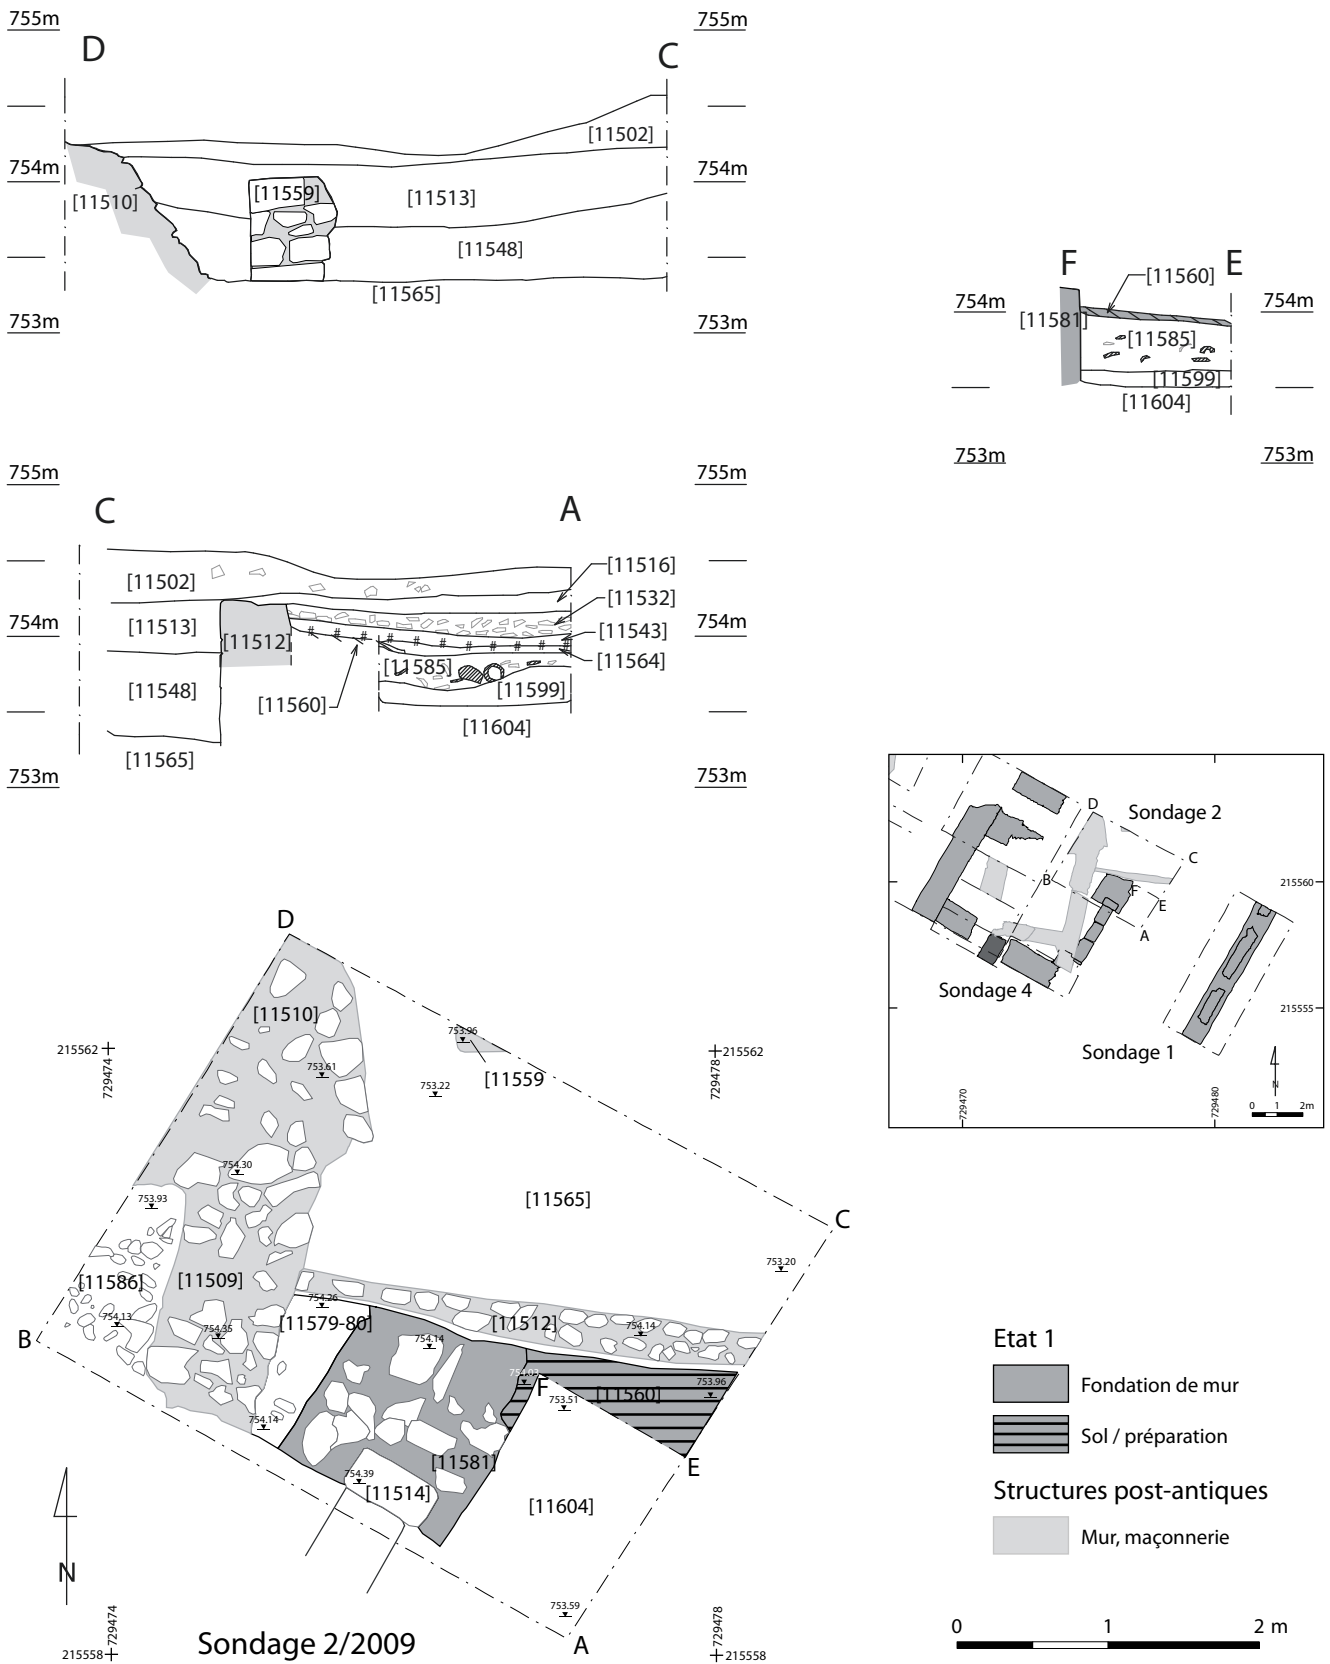 755m
755m
D
C
[11502]
754m
754m
[11559]
[11510]
[11513]
[11548]
[11565]
753m
753m
F
E
[11560]
754m
754m
[11581]
[11585]
[11599]
[11604]
753m
753m
755m
755m
C
A
[11516]
[11502]
[11532]
754m
754m
[11513]
[11512]
# # # # # # # # # # #
[11543]
[11564]
[11585]
[11548]
[11560]
[11599]
[11604]
[11565]
753m
753m
D
Sondage 2
C
B
F
E
215560
A
Sondage 4
215555
Sondage 1
N
0 1 2m
729470
729480
D
[11510]
753.96
215562
215562
729474
729478
753.61
[11559
753.22
754.30
753.93
[11565]
C
753.20
[11586]
[11509]
754.26
754.13
754.35
[11579-80]
[11512]
754.14
B
754.14
754.03
F
[11560]
753.96
753.51
754.14
[11581]
E
754.39
[11514]
[11604]
N
753.59
A
729474
729478
215558
215558
Sondage 2/2009
Etat 1
Fondation de mur
Sol / préparation
Structures post-antiques
Mur, maçonnerie
0 1 2 m